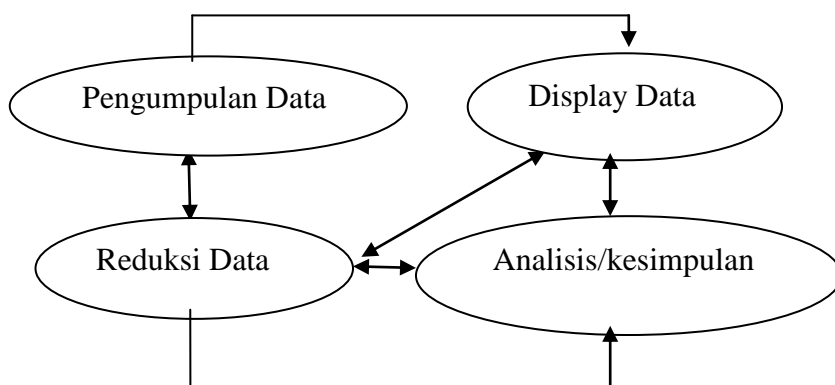 Pengumpulan Data
Display Data
Reduksi Data
Analisis/kesimpulan